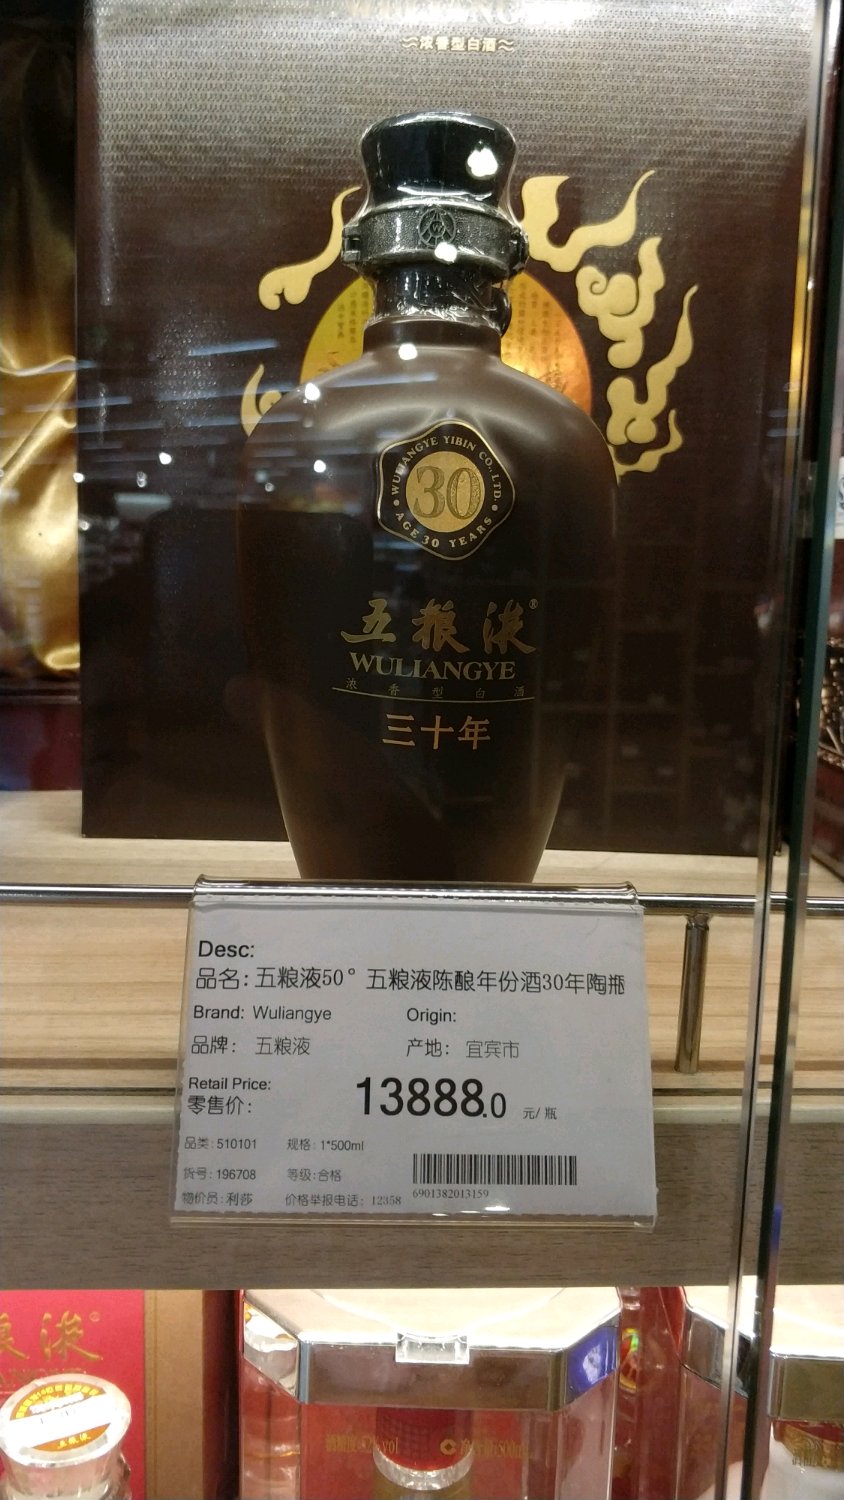 浓香型白酒
WULIANGYE YIBIN CO., LTD.
30
AGE 30 YEARS
五粮液®
WULIANGYE
浓香型白酒
三十年
Desc:
品名: 五粮液50° 五粮液陈酿年份酒30年陶瓶
Brand: Wuliangye Origin:
品牌: 五粮液 产地: 宜宾市
Retail Price:
零售价: 13888.0 元/瓶
品类: 510101 规格: 1*500ml
货号: 196708 等级:合格
物价员: 利莎 价格举报电话: 12358 6901382013159
五粮液